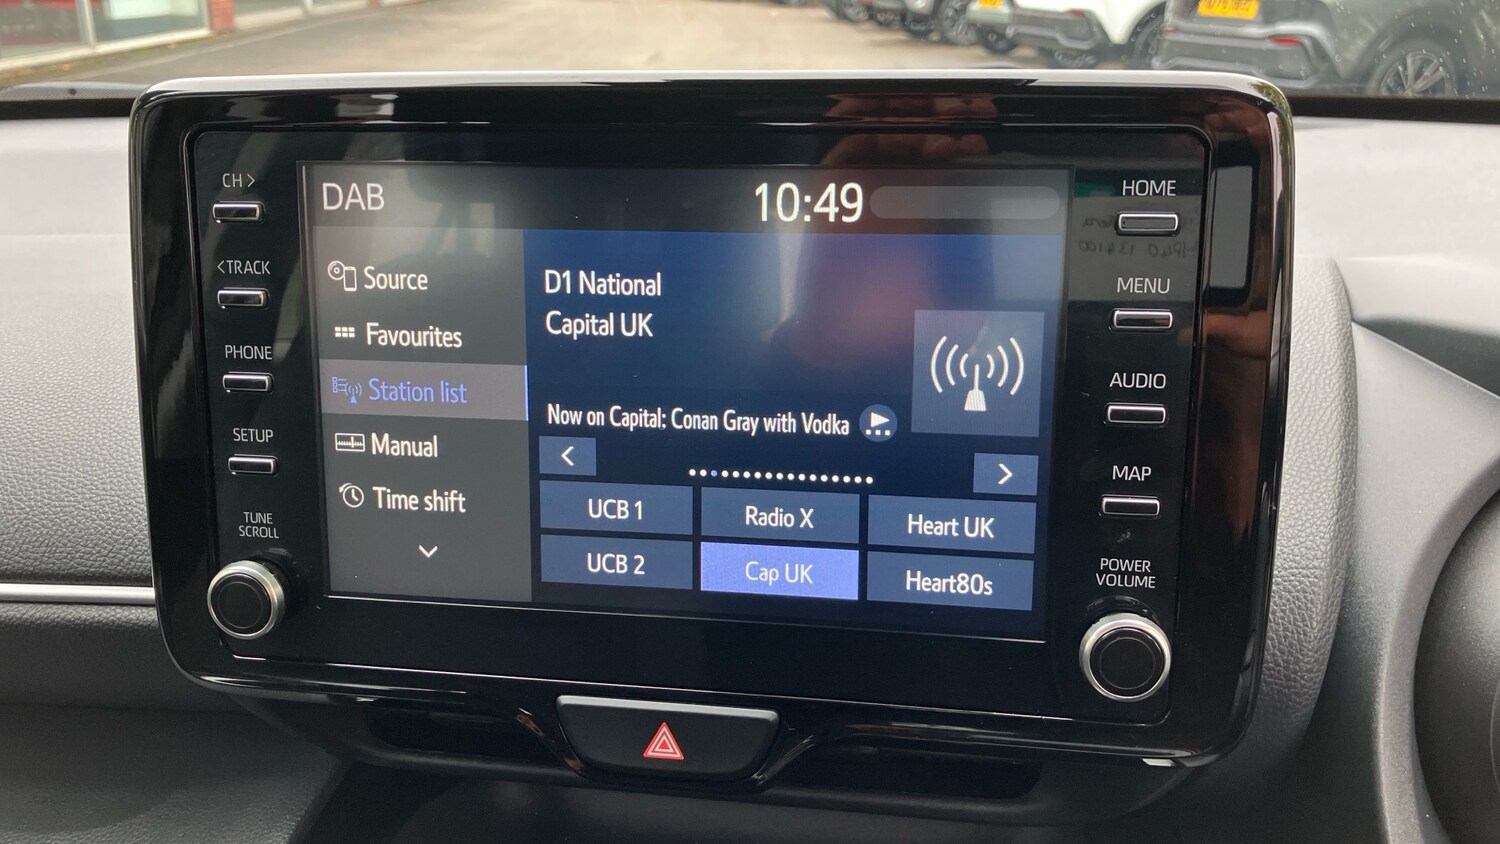 CH >
< TRACK
PHONE
SETUP
TUNE
SCROLL
DAB
10:49
Source
Favourites
Station list
Manual
Time shift
D1 National
Capital UK
Now on Capital: Conan Gray with Vodka
<
>
UCB 1
Radio X
Heart UK
UCB 2
Cap UK
Heart80s
HOME
MENU
AUDIO
MAP
POWER
VOLUME